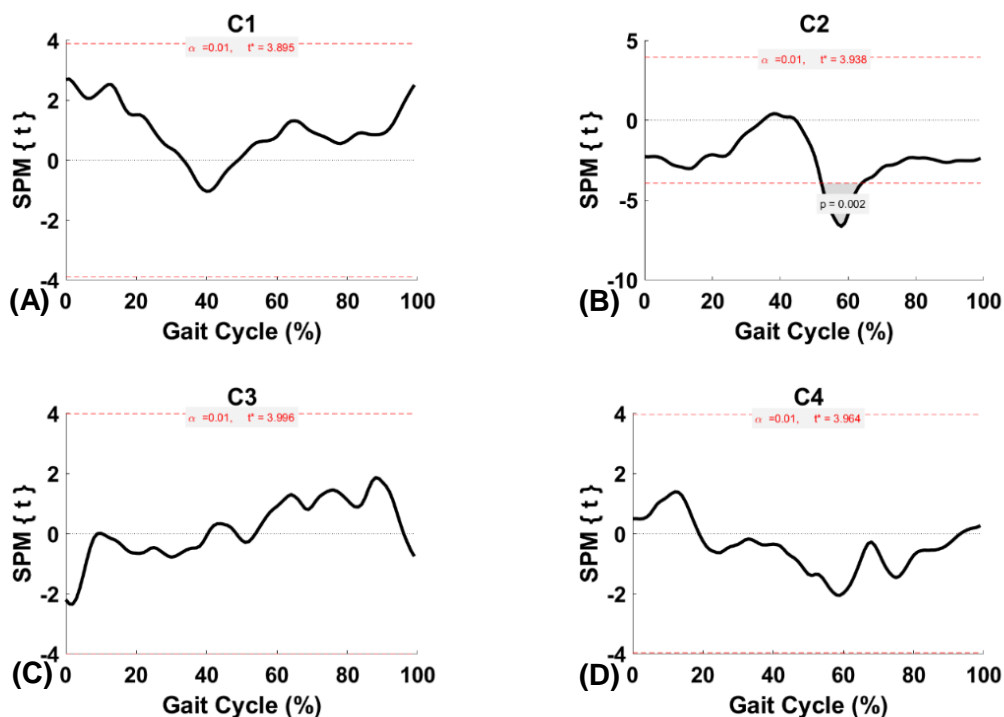 C1
4
α =0.01, t* = 3.895
2
0
-2
-4
SPM { t }
0 20 40 60 80 100
Gait Cycle (%)
(A)
C2
5
α =0.01, t* = 3.938
0
-5
-10
p = 0.002
SPM { t }
0 20 40 60 80 100
Gait Cycle (%)
(B)
C3
4
α =0.01, t* = 3.996
2
0
-2
-4
SPM { t }
0 20 40 60 80 100
Gait Cycle (%)
(C)
C4
4
α =0.01, t* = 3.964
2
0
-2
-4
SPM { t }
0 20 40 60 80 100
Gait Cycle (%)
(D)